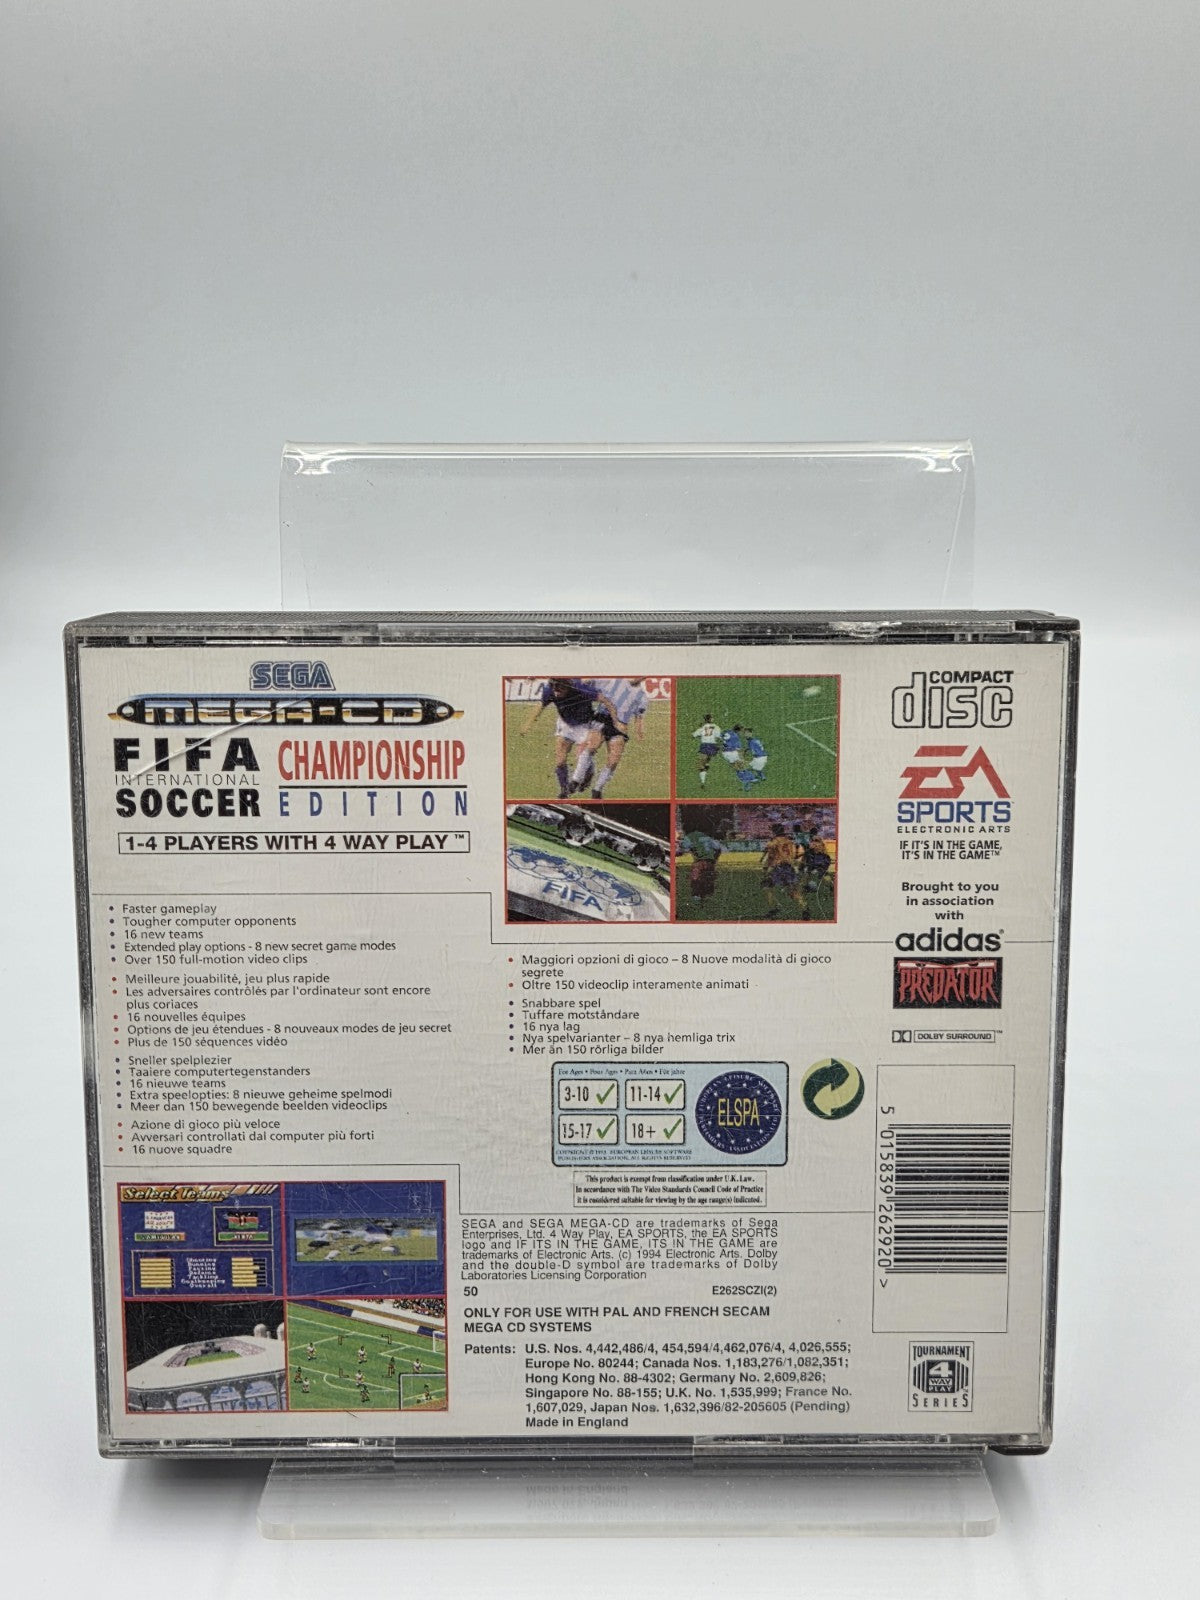 SEGA
MEGA-CD
FIFA
INTERNATIONAL
SOCCER
CHAMPIONSHIP
EDITION
1-4 PLAYERS WITH 4 WAY PLAY ™
• Faster gameplay
• Tougher computer opponents
• 16 new teams
• Extended play options - 8 new secret game modes
• Over 150 full-motion video clips
• Meilleure jouabilité, jeu plus rapide
• Les adversaires contrôlés par l'ordinateur sont encore
plus coriaces
• 16 nouvelles équipes
• Options de jeu étendues - 8 nouveaux modes de jeu secret
• Plus de 150 séquences vidéo
• Sneller spelplezier
• Taaiere computertegenstanders
• 16 nieuwe teams
• Extra speelopties: 8 nieuwe geheime spelmodi
• Meer dan 150 bewegende beelden videoclips
• Azione di gioco più veloce
• Avversari controllati dal computer più forti
• 16 nuove squadre
Select Teams
FIFA
• Maggiori opzioni di gioco – 8 Nuove modalità di gioco
segrete
• Oltre 150 videoclip interamente animati
• Snabbare spel
• Tuffare motståndare
• 16 nya lag
• Nya spelvarianter – 8 nya hemliga trix
• Mer än 150 rörliga bilder
For Ages • Pour Ages • Para Años • Für jahre
3-10
11-14
15-17
18+
ELSPA
This product is exempt from classification under U.K. Law.
In accordance with The Video Standards Council Code of Practice
it is considered suitable for viewing by the age range(s) indicated.
SEGA and SEGA MEGA-CD are trademarks of Sega
Enterprises, Ltd. 4 Way Play, EA SPORTS, the EA SPORTS
logo and IF ITS IN THE GAME, ITS IN THE GAME are
trademarks of Electronic Arts. (c) 1994 Electronic Arts. Dolby
and the double-D symbol are trademarks of Dolby
Laboratories Licensing Corporation
50 E262SCZI(2)
ONLY FOR USE WITH PAL AND FRENCH SECAM
MEGA CD SYSTEMS
Patents: U.S. Nos. 4,442,486/4, 454,594/4,462,076/4, 4,026,555;
Europe No. 80244; Canada Nos. 1,183,276/1,082,351;
Hong Kong No. 88-4302; Germany No. 2,609,826;
Singapore No. 88-155; U.K. No. 1,535,999; France No.
1,607,029, Japan Nos. 1,632,396/82-205605 (Pending)
Made in England
COMPACT
disc
EA
SPORTS™
ELECTRONIC ARTS
IF IT'S IN THE GAME,
IT'S IN THE GAME™
Brought to you
in association
with
adidas®
PREDATOR
DOLBY SURROUND™
5 015839 262920 >
TOURNAMENT
4
WAY
PLAY
SERIES